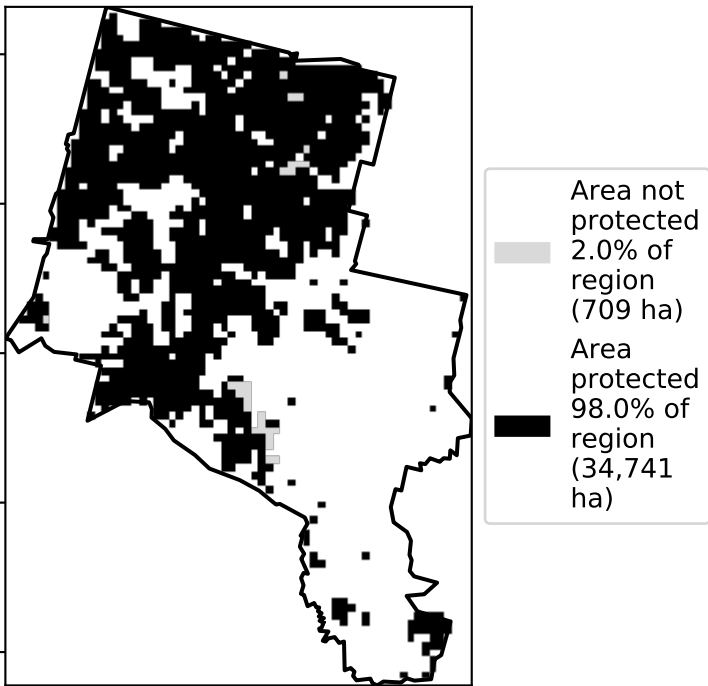 Area not
protected
2.0% of
region
(709 ha)
Area
protected
98.0% of
region
(34,741
ha)